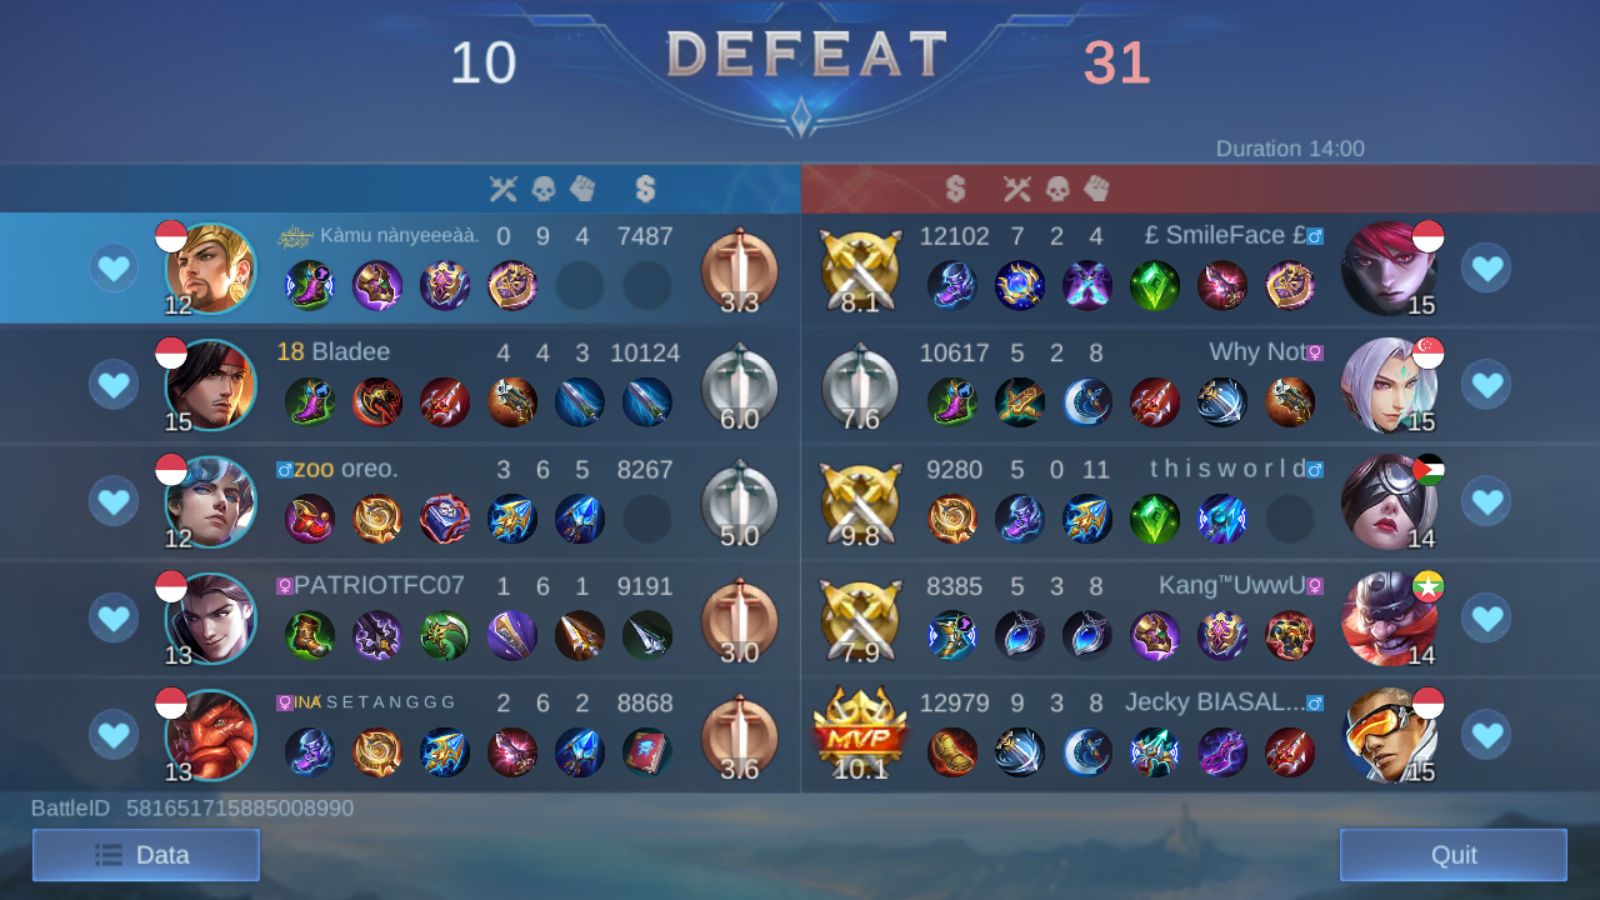 10 DEFEAT 31
Duration 14:00
﷽ Kàmu nànyeeeàà. 0 9 4 7487
12 3.3
8.1 12102 7 2 4 £ SmileFace £♂
15
18 Bladee 4 4 3 10124
15 6.0
7.6 10617 5 2 8 Why Not♀
15
♂zoo oreo. 3 6 5 8267
12 5.0
9.8 9280 5 0 11 t h i s w o r l d♂
14
♀PATRIOTFC07 1 6 1 9191
13 3.0
7.9 8385 5 3 8 Kang™UwwU♀
14
♀INA̸ S E T A N G G G 2 6 2 8868
13 3.6
MVP
10.1 12979 9 3 8 Jecky BIASAL...♂
15
BattleID 581651715885008990
Data
Quit